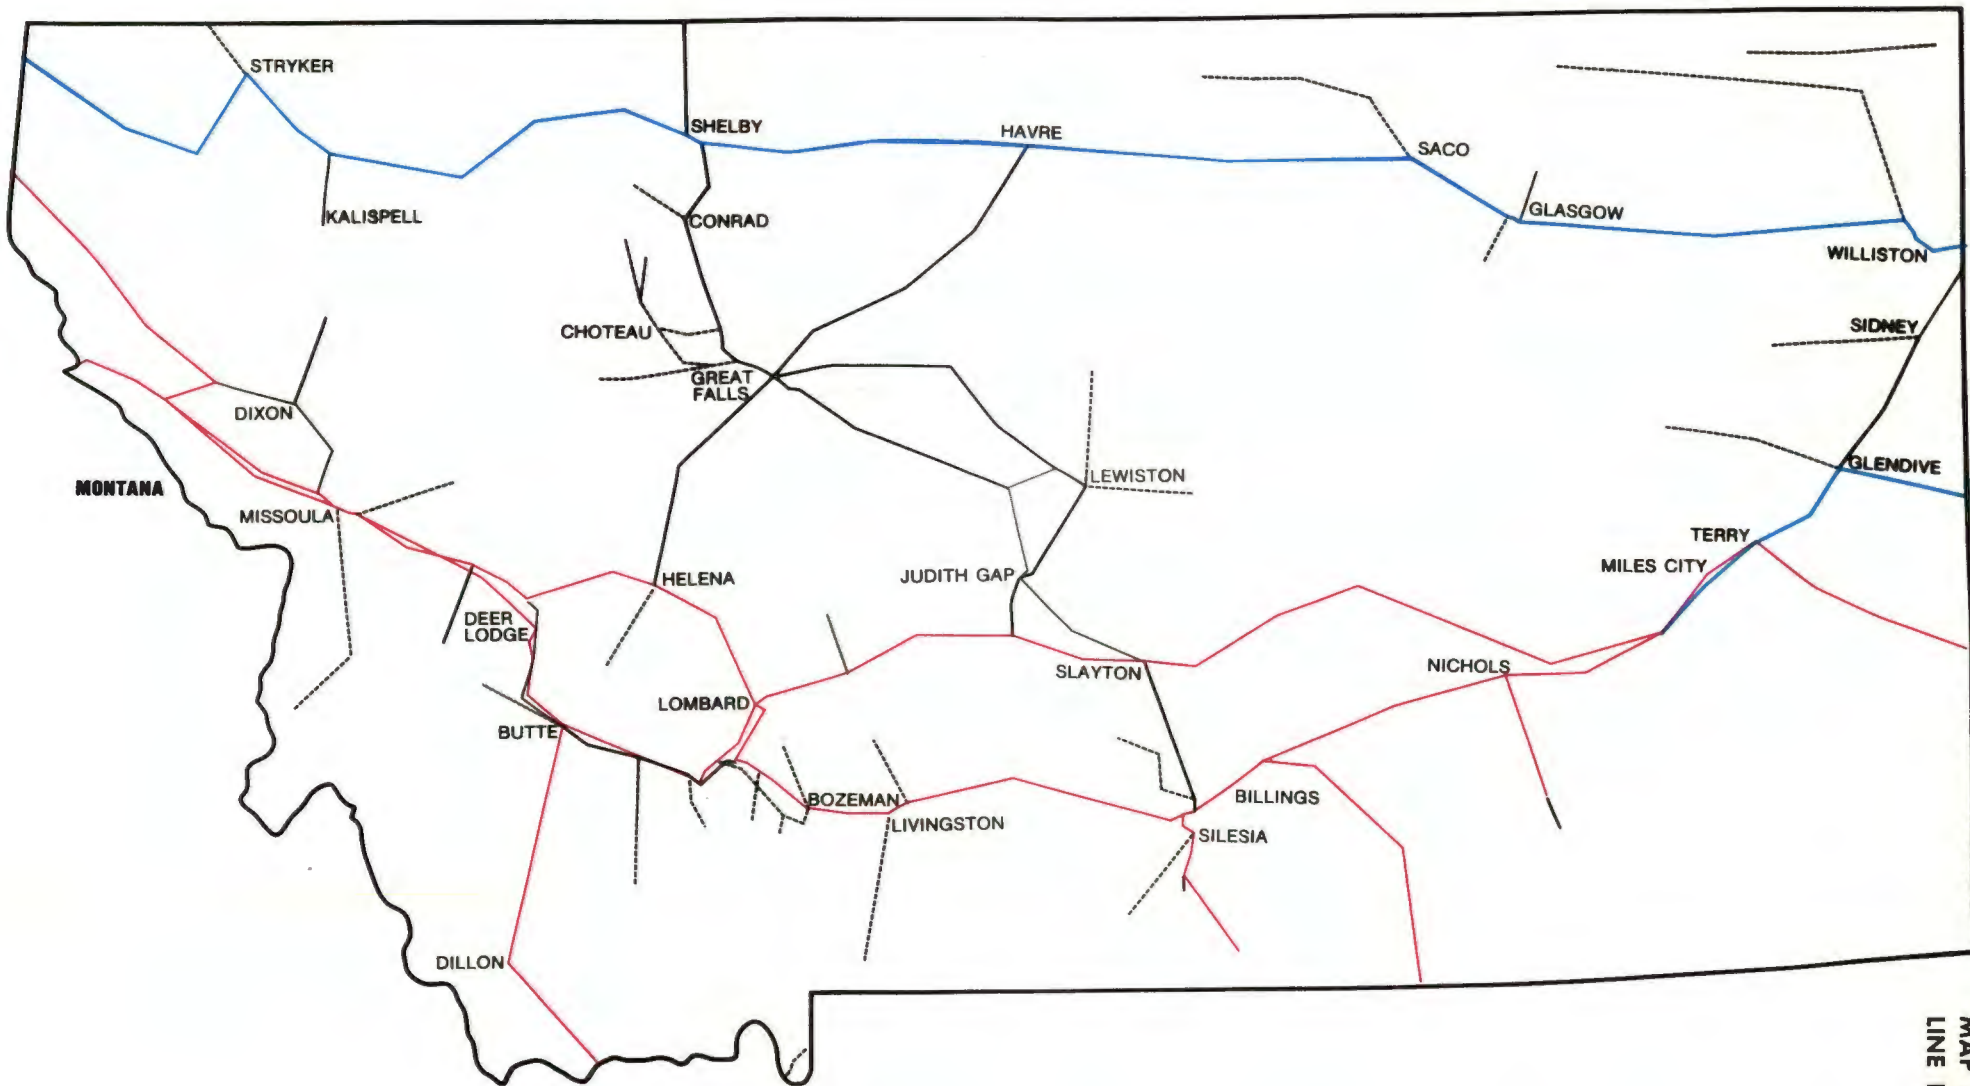 STRYKER
SHELBY
HAVRE
SACO
KALISPELL
CONRAD
GLASGOW
WILLISTON
CHOTEAU
SIDNEY
GREAT
FALLS
DIXON
MONTANA
LEWISTON
GLENDIVE
MISSOULA
TERRY
MILES CITY
HELENA
JUDITH GAP
DEER
LODGE
NICHOLS
SLAYTON
LOMBARD
BUTTE
BOZEMAN
BILLINGS
LIVINGSTON
SILESIA
DILLON
MAP
LINE